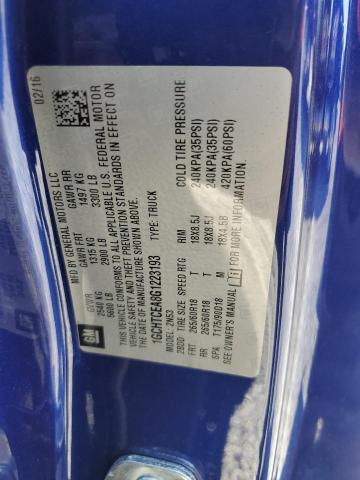 GM
MFD BY GENERAL MOTORS LLC
02/16
GVWR GAWR FRT GAWR RR
2540 KG 1315 KG 1497 KG
5600 LB 2900 LB 3300 LB
THIS VEHICLE CONFORMS TO ALL APPLICABLE U.S. FEDERAL MOTOR
VEHICLE SAFETY AND THEFT PREVENTION STANDARDS IN EFFECT ON
THE DATE OF MANUFACTURE SHOWN ABOVE.
1GCHTCEA8G1223193 TYPE: TRUCK
MODEL: 2N53
TIRE SIZE SPEED RTG RIM COLD TIRE PRESSURE
FRT 265/60R18 T 18X8.5J 240KPA(35PSI)
RR 265/60R18 T 18X8.5J 240KPA(35PSI)
SPA T175/90D18 M 18X4.5B 420KPA(60PSI)
SEE OWNER'S MANUAL FOR MORE INFORMATION.